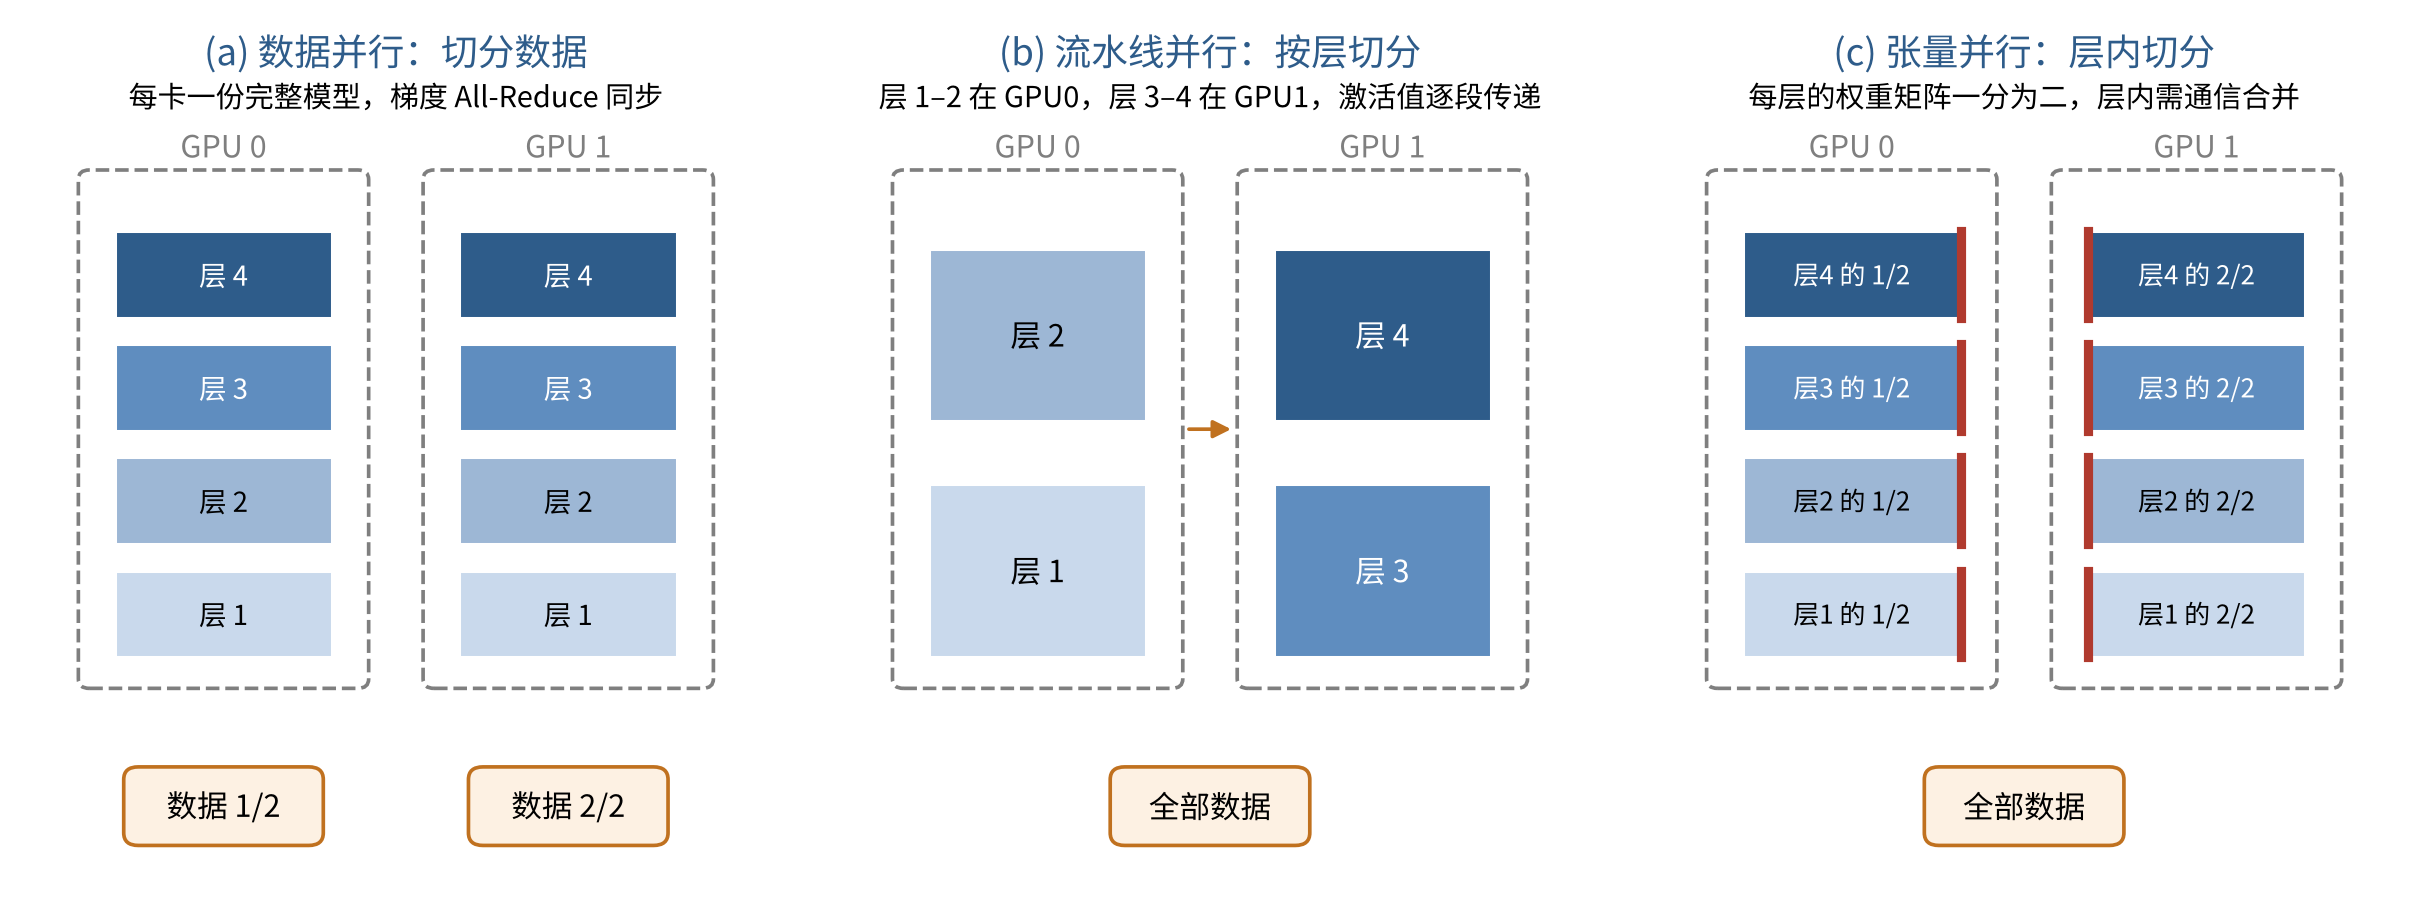 (a) 数据并行：切分数据
每卡一份完整模型，梯度 All-Reduce 同步
GPU 0
GPU 1
层 4
层 4
层 3
层 3
层 2
层 2
层 1
层 1
数据 1/2
数据 2/2
(b) 流水线并行：按层切分
层 1–2 在 GPU0，层 3–4 在 GPU1，激活值逐段传递
GPU 0
GPU 1
层 2
层 4
层 1
层 3
全部数据
(c) 张量并行：层内切分
每层的权重矩阵一分为二，层内需通信合并
GPU 0
GPU 1
层4 的 1/2
层4 的 2/2
层3 的 1/2
层3 的 2/2
层2 的 1/2
层2 的 2/2
层1 的 1/2
层1 的 2/2
全部数据